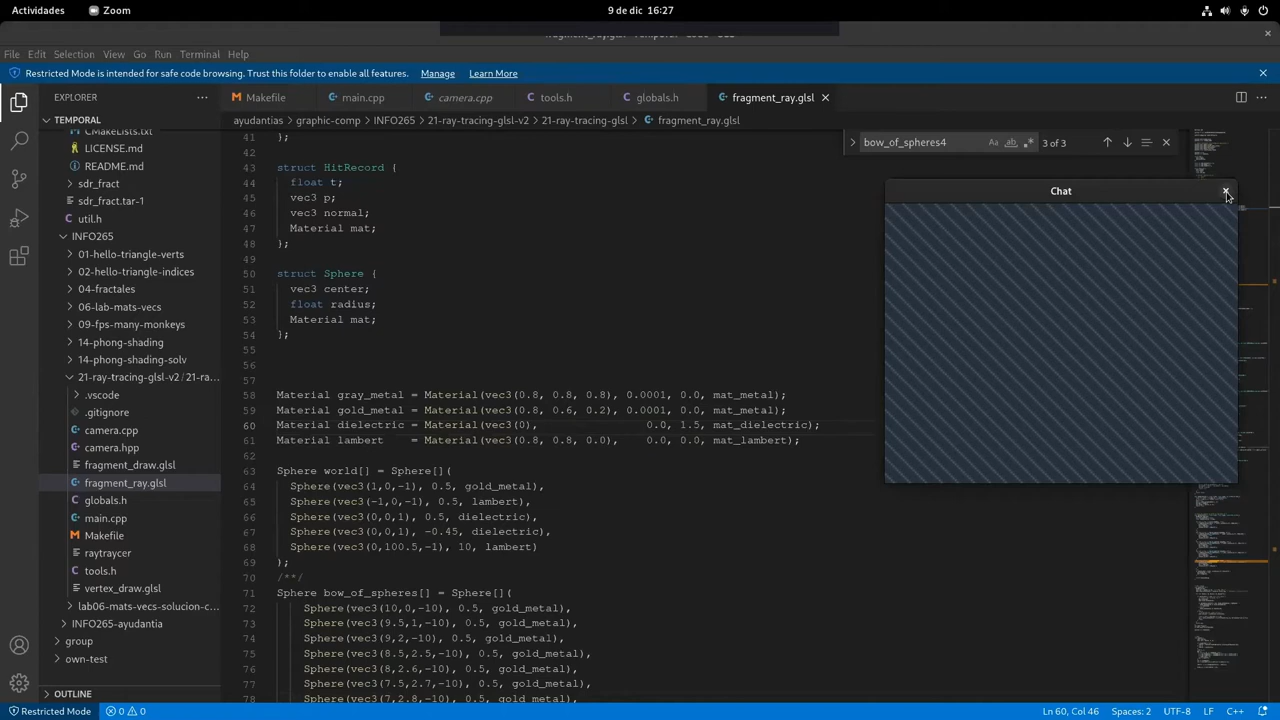 Actividades
Zoom
9 de dic 16:27
File Edit Selection View Go Run Terminal Help
Restricted Mode is intended for safe code browsing. Trust this folder to enable all features. Manage Learn More
EXPLORER
Makefile
main.cpp
camera.cpp
tools.h
globals.h
fragment_ray.glsl
TEMPORAL
CMakeLists.txt
LICENSE.md
README.md
sdr_fract
sdr_fract.tar-1
util.h
INFO265
01-hello-triangle-verts
02-hello-triangle-indices
04-fractales
06-lab-mats-vecs
09-fps-many-monkeys
14-phong-shading
14-phong-shading-solv
21-ray-tracing-glsl-v2 / 21-ra...
.vscode
.gitignore
camera.cpp
camera.hpp
fragment_draw.glsl
fragment_ray.glsl
globals.h
main.cpp
Makefile
raytraycer
tools.h
vertex_draw.glsl
lab06-mats-vecs-solucion-c...
INFO265-ayudantia
group
own-test
OUTLINE
ayudantias > graphic-comp > INFO265 > 21-ray-tracing-glsl-v2 > 21-ray-tracing-glsl > fragment_ray.glsl
bow_of_spheres4
3 of 3
Chat
41 };
42
43 struct HitRecord {
44 float t;
45 vec3 p;
46 vec3 normal;
47 Material mat;
48 };
49
50 struct Sphere {
51 vec3 center;
52 float radius;
53 Material mat;
54 };
55
56
57
58 Material gray_metal = Material(vec3(0.8, 0.8, 0.8), 0.0001, 0.0, mat_metal);
59 Material gold_metal = Material(vec3(0.8, 0.6, 0.2), 0.0001, 0.0, mat_metal);
60 Material dielectric = Material(vec3(0), 0.0, 1.5, mat_dielectric);
61 Material lambert = Material(vec3(0.8, 0.8, 0.0), 0.0, 0.0, mat_lambert);
62
63 Sphere world[] = Sphere[](
64 Sphere(vec3(1,0,-1), 0.5, gold_metal),
65 Sphere(vec3(-1,0,0), 0.5, lambert),
66 Sphere(vec3(0,0,1), 0.5, dielectric),
67 Sphere(vec3(0,0,1), -0.45, dielectric),
68 Sphere(vec3(0,100.5,-1), 10, lambert)
69 );
70 /**/
71 Sphere bow_of_spheres[] = Sphere[](
72 Sphere(vec3(10,0,-10), 0.5, gold_metal),
73 Sphere(vec3(9.5,1,-10), 0.5, gold_metal),
74 Sphere(vec3(9,2,-10), 0.5, gold_metal),
75 Sphere(vec3(8.5,2.5,-10), 0.5, gold_metal),
76 Sphere(vec3(8,2.6,-10), 0.5, gold_metal),
77 Sphere(vec3(7.5,2.7,-10), 0.5, gold_metal),
78 Sphere(vec3(7,2.8,-10), 0.5, gold_metal),
Restricted Mode
0
0
Ln 60, Col 46
Spaces: 2
UTF-8
LF
C++